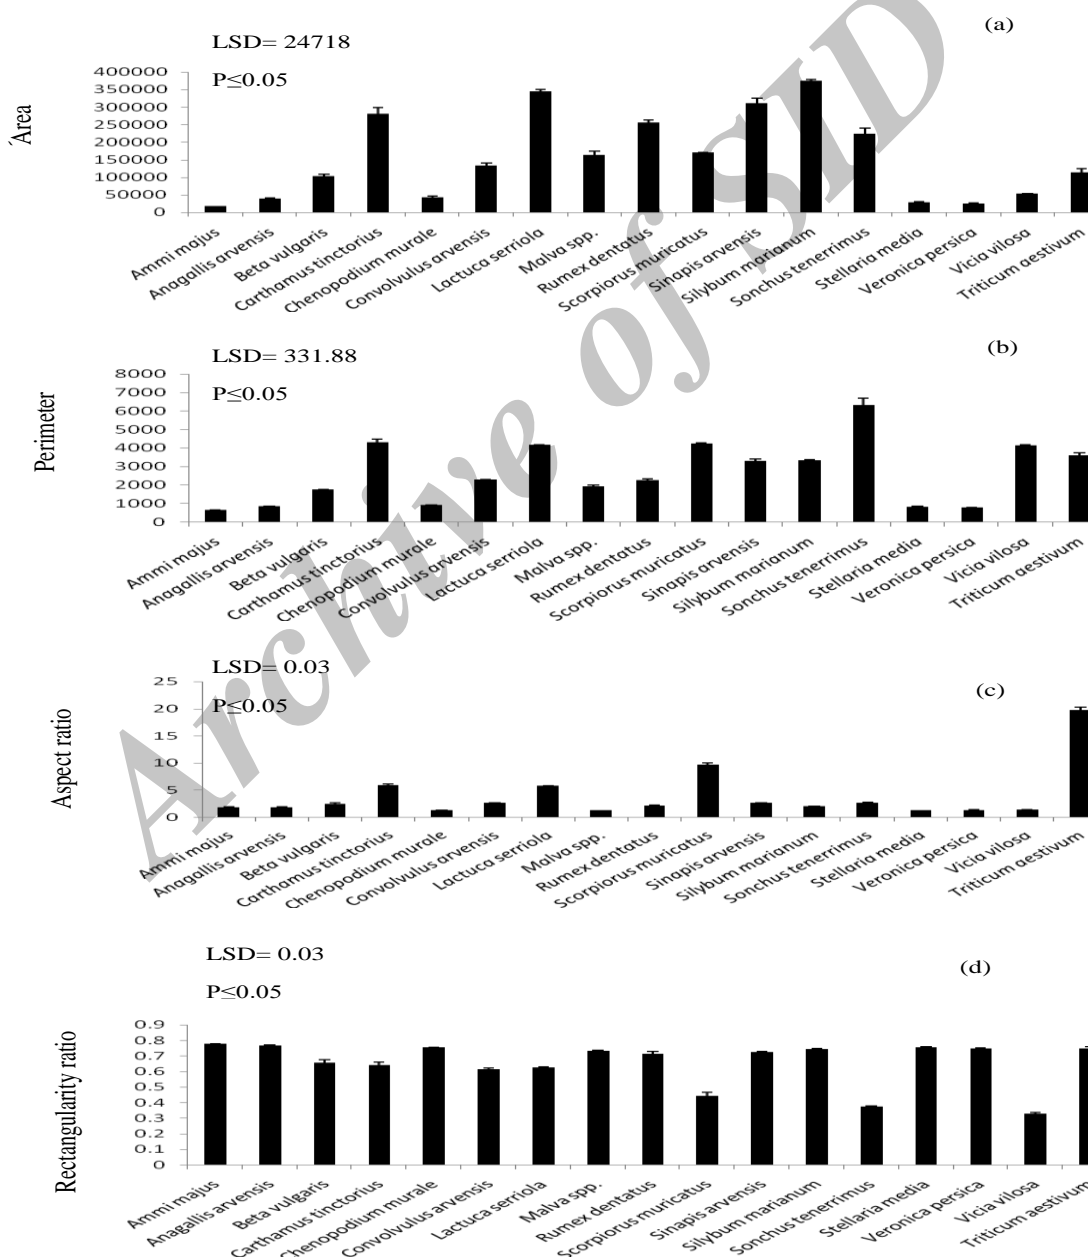 (a)
LSD= 24718
P≤0.05
Área
400000
350000
300000
250000
200000
150000
100000
50000
0
Ammi majus
Anagallis arvensis
Beta vulgaris
Carthamus tinctorius
Chenopodium murale
Convolvulus arvensis
Lactuca serriola
Malva spp.
Rumex dentatus
Scorpiorus muricatus
Sinapis arvensis
Silybum marianum
Sonchus tenerrimus
Stellaria media
Veronica persica
Vicia vilosa
Triticum aestivum
(b)
LSD= 331.88
P≤0.05
Perimeter
8000
7000
6000
5000
4000
3000
2000
1000
0
Ammi majus
Anagallis arvensis
Beta vulgaris
Carthamus tinctorius
Chenopodium murale
Convolvulus arvensis
Lactuca serriola
Malva spp.
Rumex dentatus
Scorpiorus muricatus
Sinapis arvensis
Silybum marianum
Sonchus tenerrimus
Stellaria media
Veronica persica
Vicia vilosa
Triticum aestivum
(c)
LSD= 0.03
P≤0.05
Aspect ratio
25
20
15
10
5
0
Ammi majus
Anagallis arvensis
Beta vulgaris
Carthamus tinctorius
Chenopodium murale
Convolvulus arvensis
Lactuca serriola
Malva spp.
Rumex dentatus
Scorpiorus muricatus
Sinapis arvensis
Silybum marianum
Sonchus tenerrimus
Stellaria media
Veronica persica
Vicia vilosa
Triticum aestivum
(d)
LSD= 0.03
P≤0.05
Rectangularity ratio
0.9
0.8
0.7
0.6
0.5
0.4
0.3
0.2
0.1
0
Ammi majus
Anagallis arvensis
Beta vulgaris
Carthamus tinctorius
Chenopodium murale
Convolvulus arvensis
Lactuca serriola
Malva spp.
Rumex dentatus
Scorpiorus muricatus
Sinapis arvensis
Silybum marianum
Sonchus tenerrimus
Stellaria media
Veronica persica
Vicia vilosa
Triticum aestivum
Archive of SID